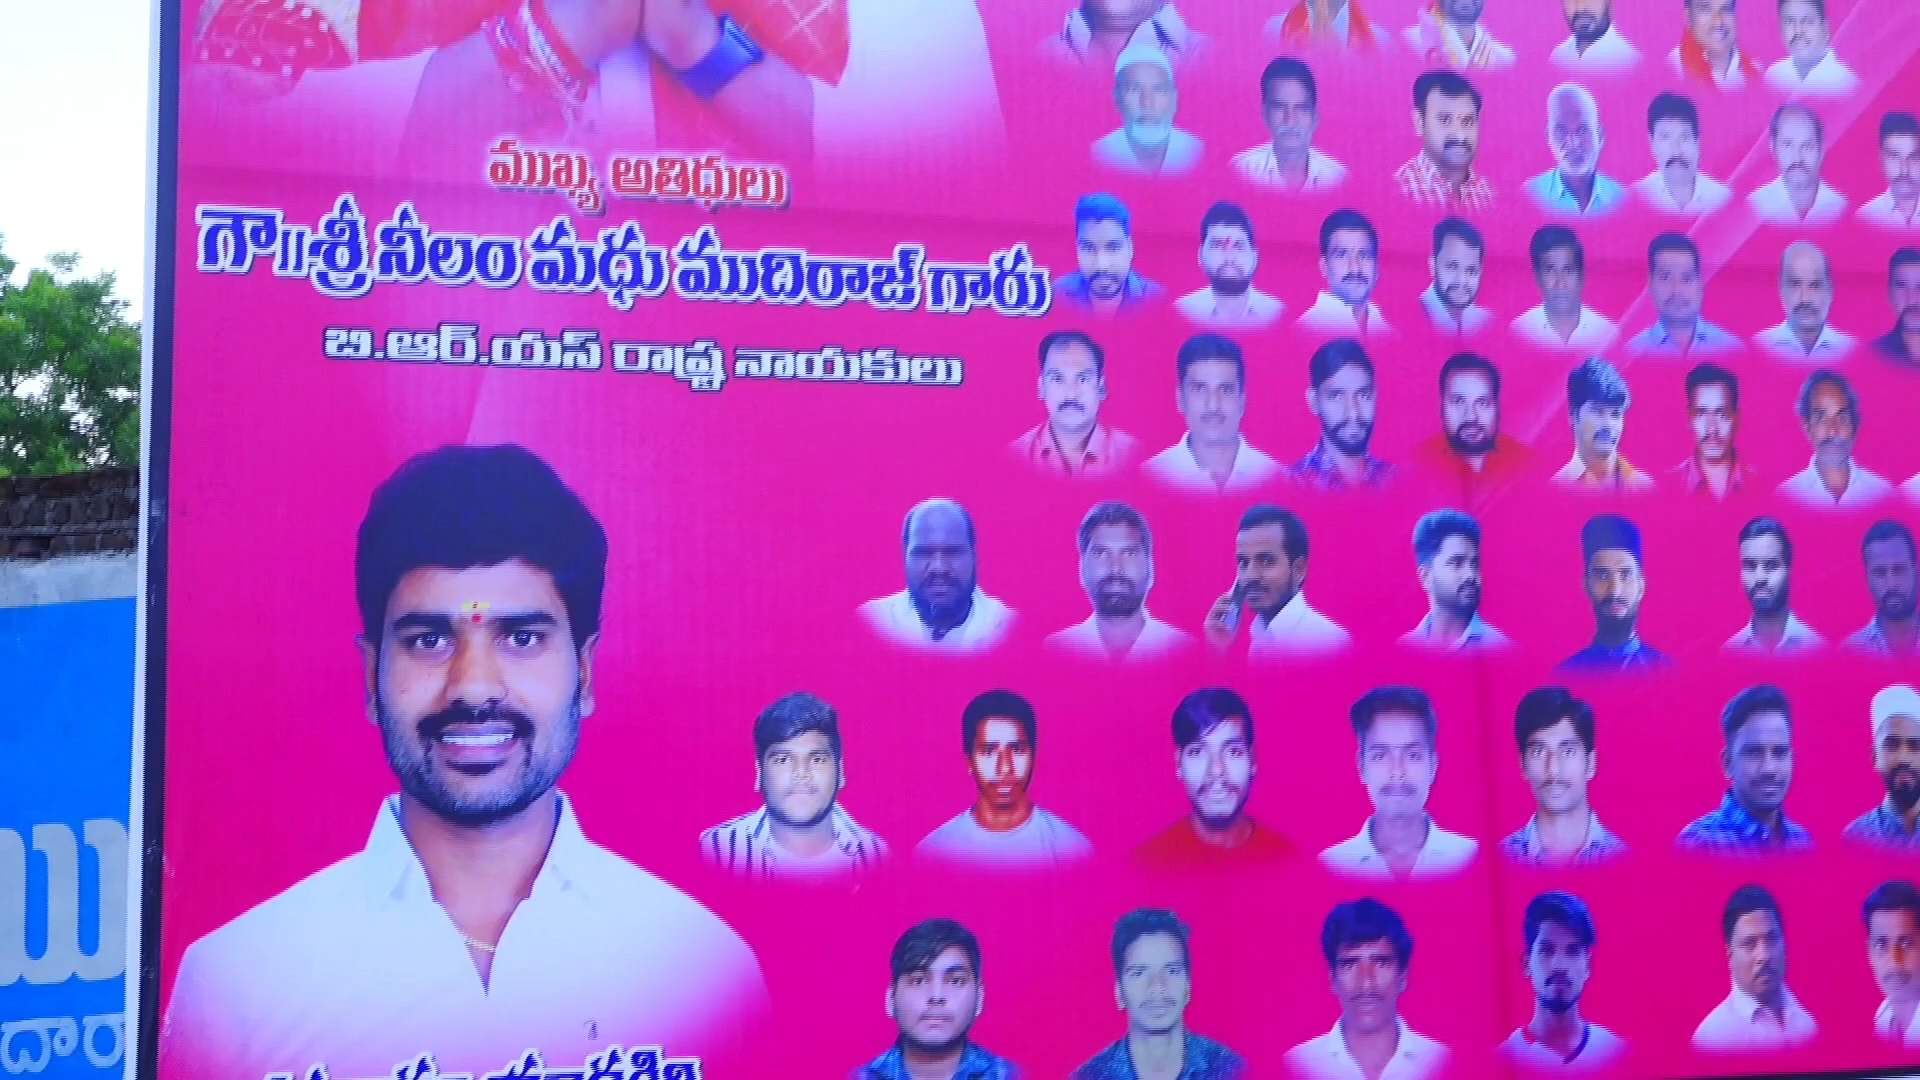 ముఖ్య అతిధులు
గౌ||శ్రీ నీలం మధు ముదిరాజ్ గారు
బి.ఆర్.యస్ రాష్ట్ర నాయకులు